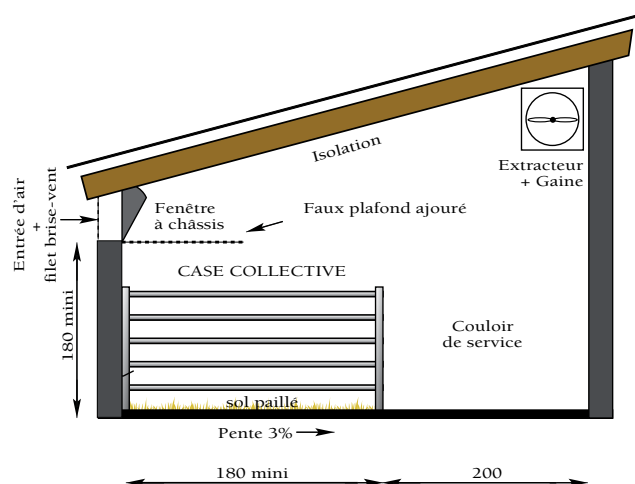 Isolation
Extracteur
+ Gaine
Entrée d'air
+
filet brise-vent
Fenêtre
à châssis
Faux plafond ajouré
CASE COLLECTIVE
180 mini
Couloir
de service
sol paillé
Pente 3%
180 mini
200